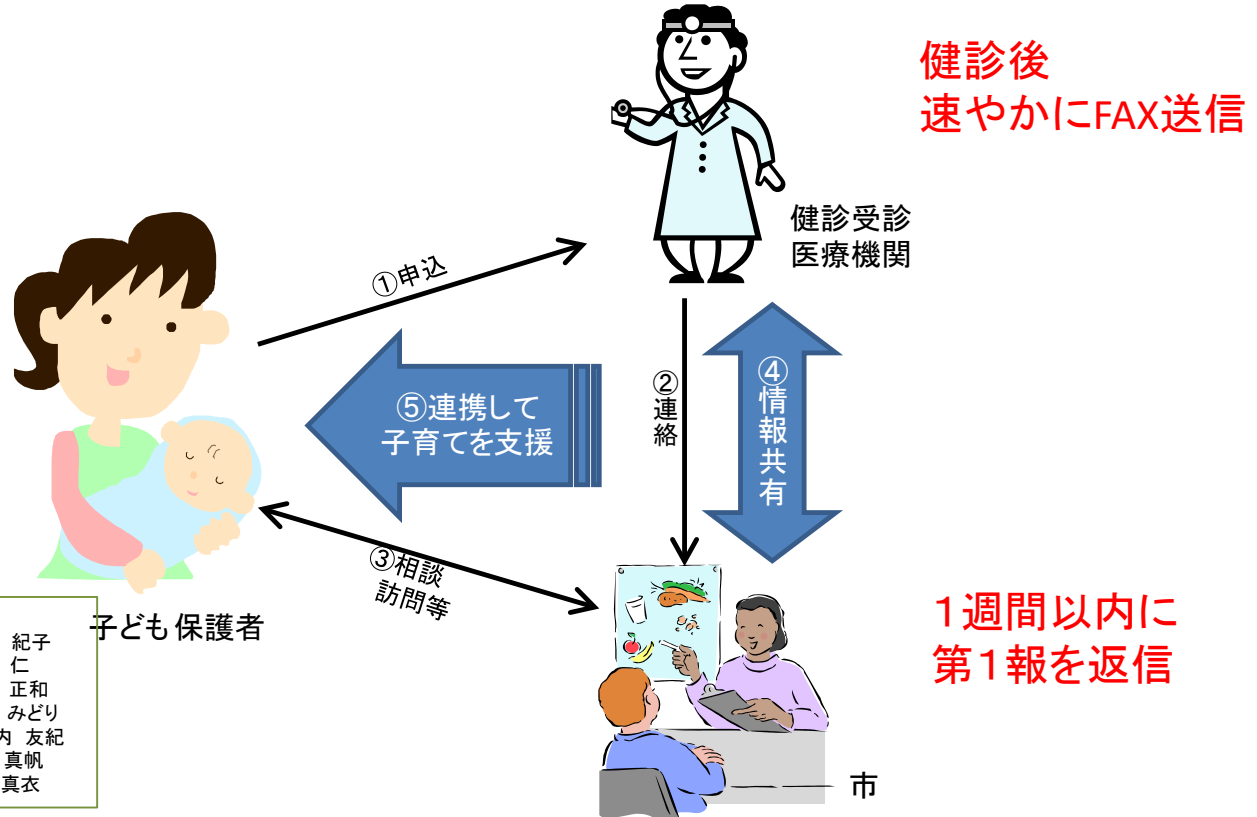 健診後
速やかにFAX送信
健診受診
医療機関
①申込
②連絡
④情報共有
⑤連携して
子育てを支援
③相談
訪問等
子ども保護者
紀子
仁
正和
みどり
内 友紀
真帆
真衣
1週間以内に
第1報を返信
市